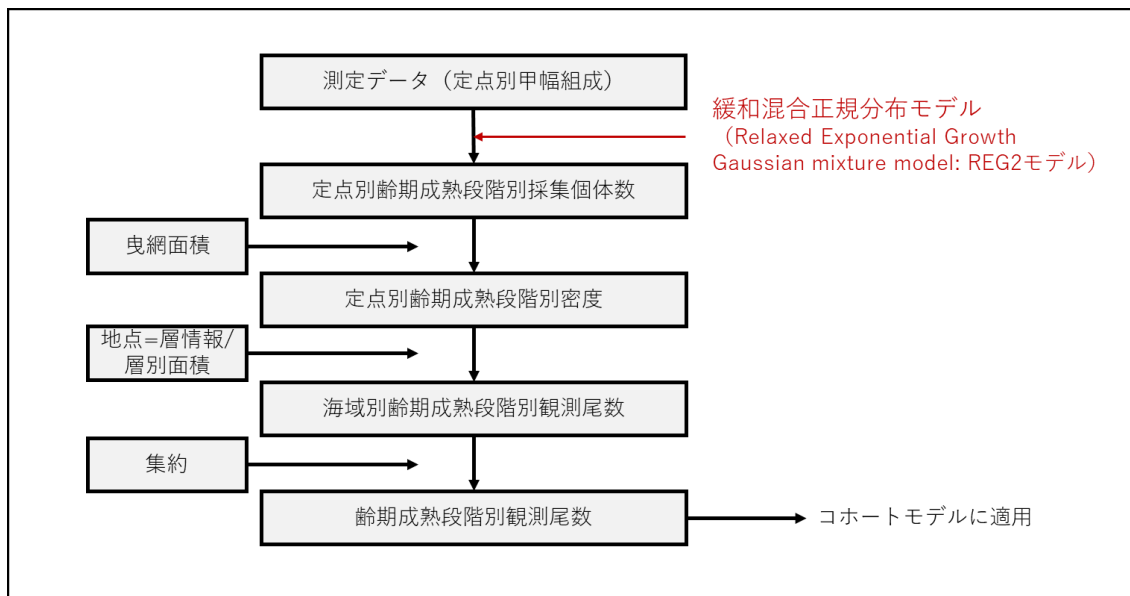 測定データ（定点別甲幅組成）
緩和混合正規分布モデル
（Relaxed Exponential Growth
Gaussian mixture model: REG2モデル）
定点別齢期成熟段階別採集個体数
曳網面積
定点別齢期成熟段階別密度
地点=層情報/
層別面積
海域別齢期成熟段階別観測尾数
集約
齢期成熟段階別観測尾数
コホートモデルに適用